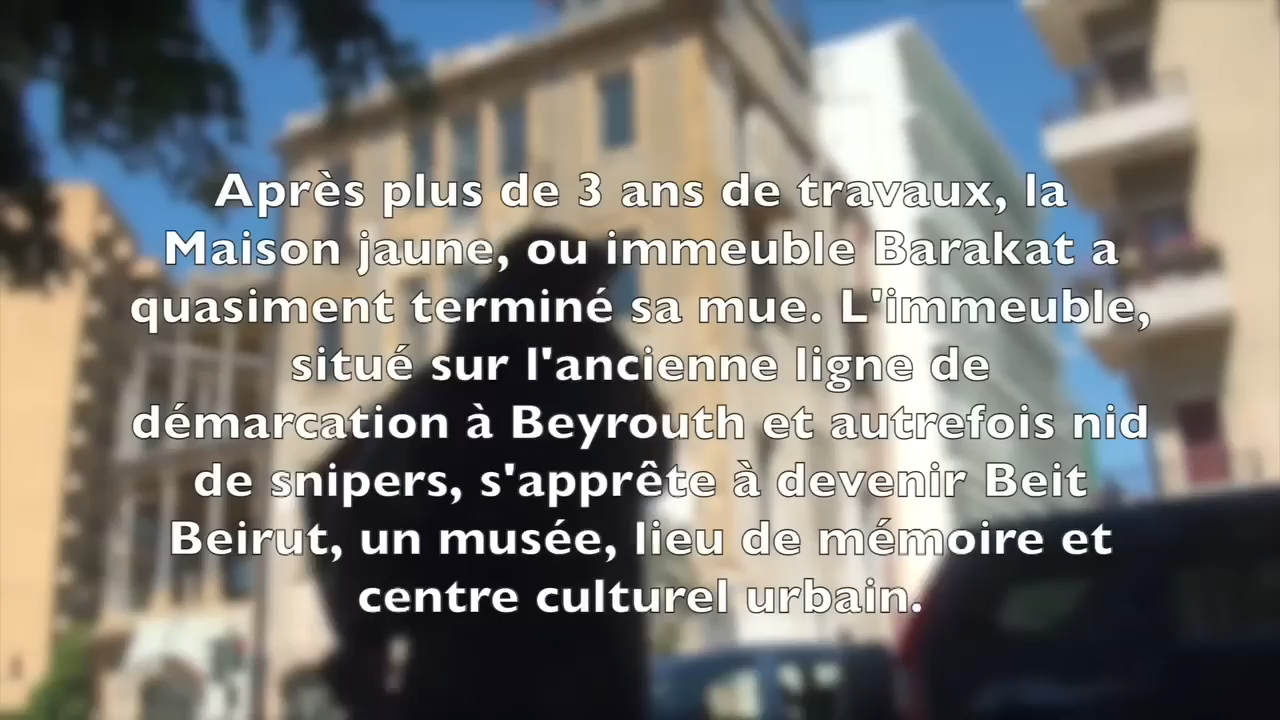 Après plus de 3 ans de travaux, la
Maison jaune, ou immeuble Barakat a
quasiment terminé sa mue. L'immeuble,
situé sur l'ancienne ligne de
démarcation à Beyrouth et autrefois nid
de snipers, s'apprête à devenir Beit
Beirut, un musée, lieu de mémoire et
centre culturel urbain.